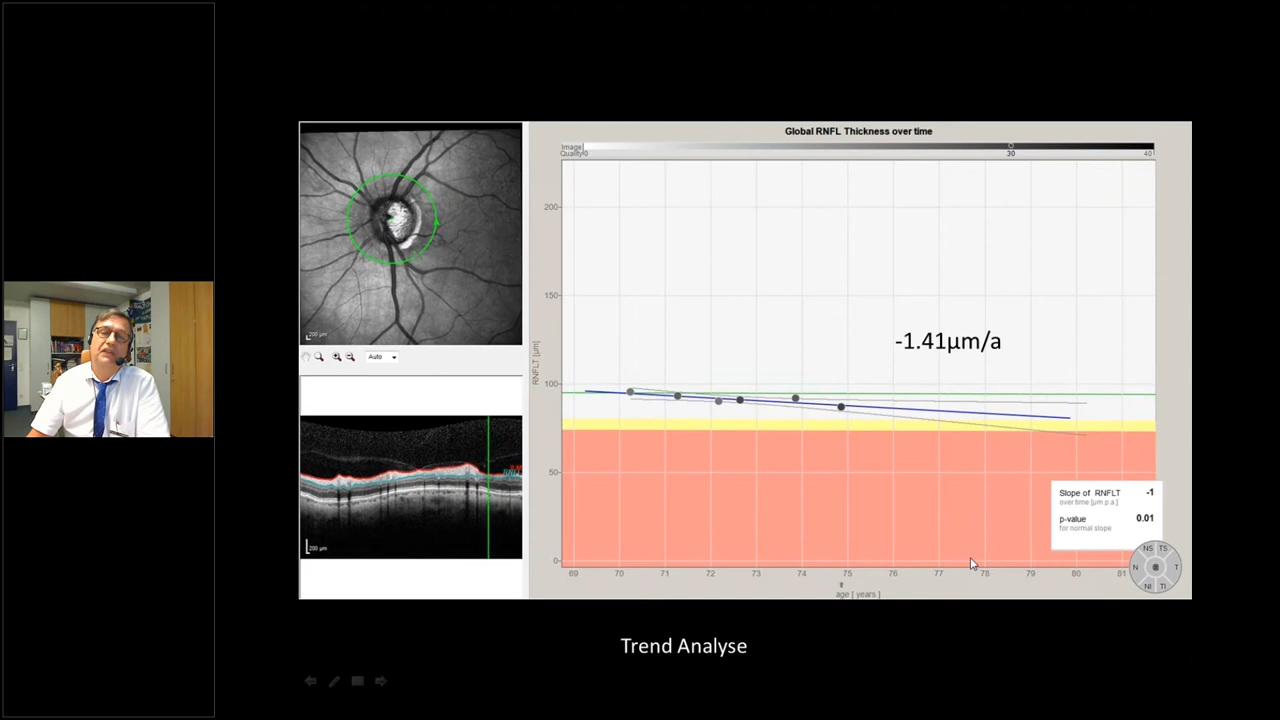 Global RNFL Thickness over time
Image
Quality
0
30
40
200
150
100
50
0
RNFLT [µm]
-1.41µm/a
200 µm
Auto
200 µm
Slope of RNFLT
-1
over time [µm p.a.]
p-value
0.01
for normal slope
NS
TS
N
T
NI
TI
69
70
71
72
73
74
75
76
77
78
79
80
81
age [ years ]
Trend Analyse